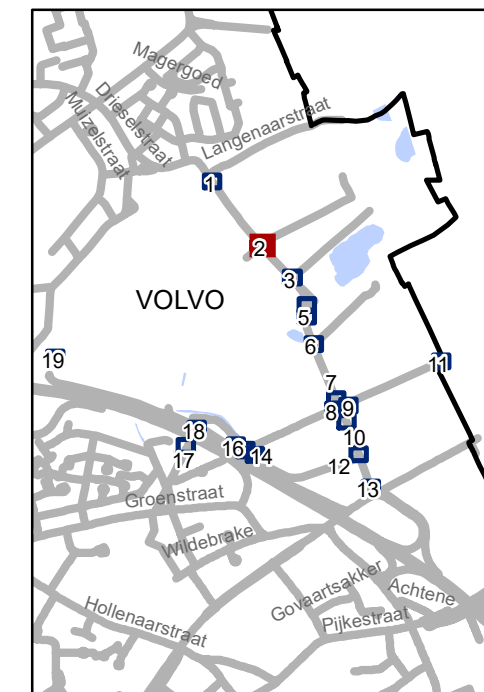 Magergoed
Drieselstraat
Muizelstraat
Langenaarstraat
1
2
3
VOLVO
5
6
19
11
7
8
9
18
10
17
16
14
12
13
Groenstraat
Wildebrake
Govaartsakker
Achtene
Hollenaarstraat
Pijkestraat